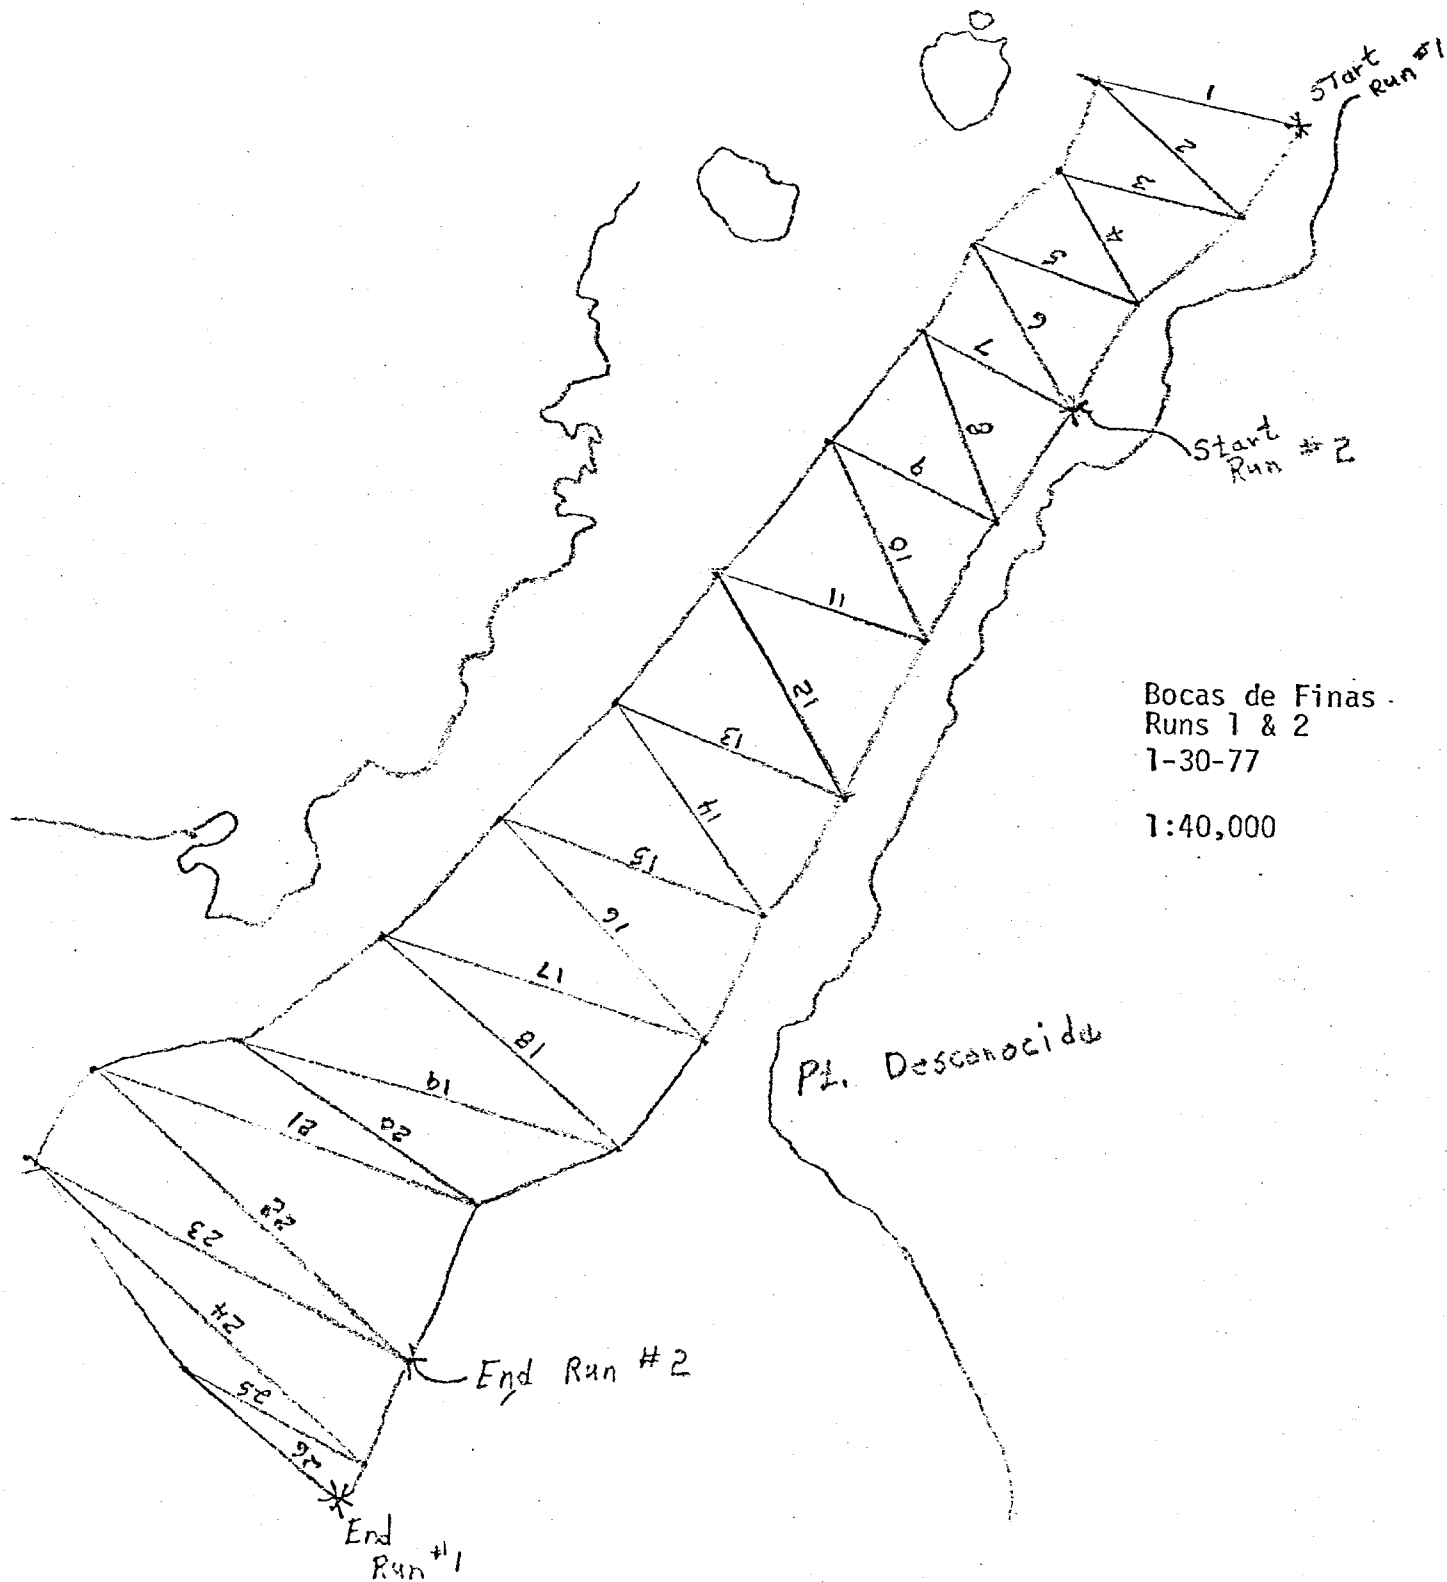 Start
Run #1
1
2
3
4
5
6
7
Start
Run #2
8
9
10
11
12
13
14
15
16
17
18
19
20
21
22
23
24
25
26
Bocas de Finas
Runs 1 & 2
1-30-77
1:40,000
Pt. Desconocida
End Run #2
End
Run #1